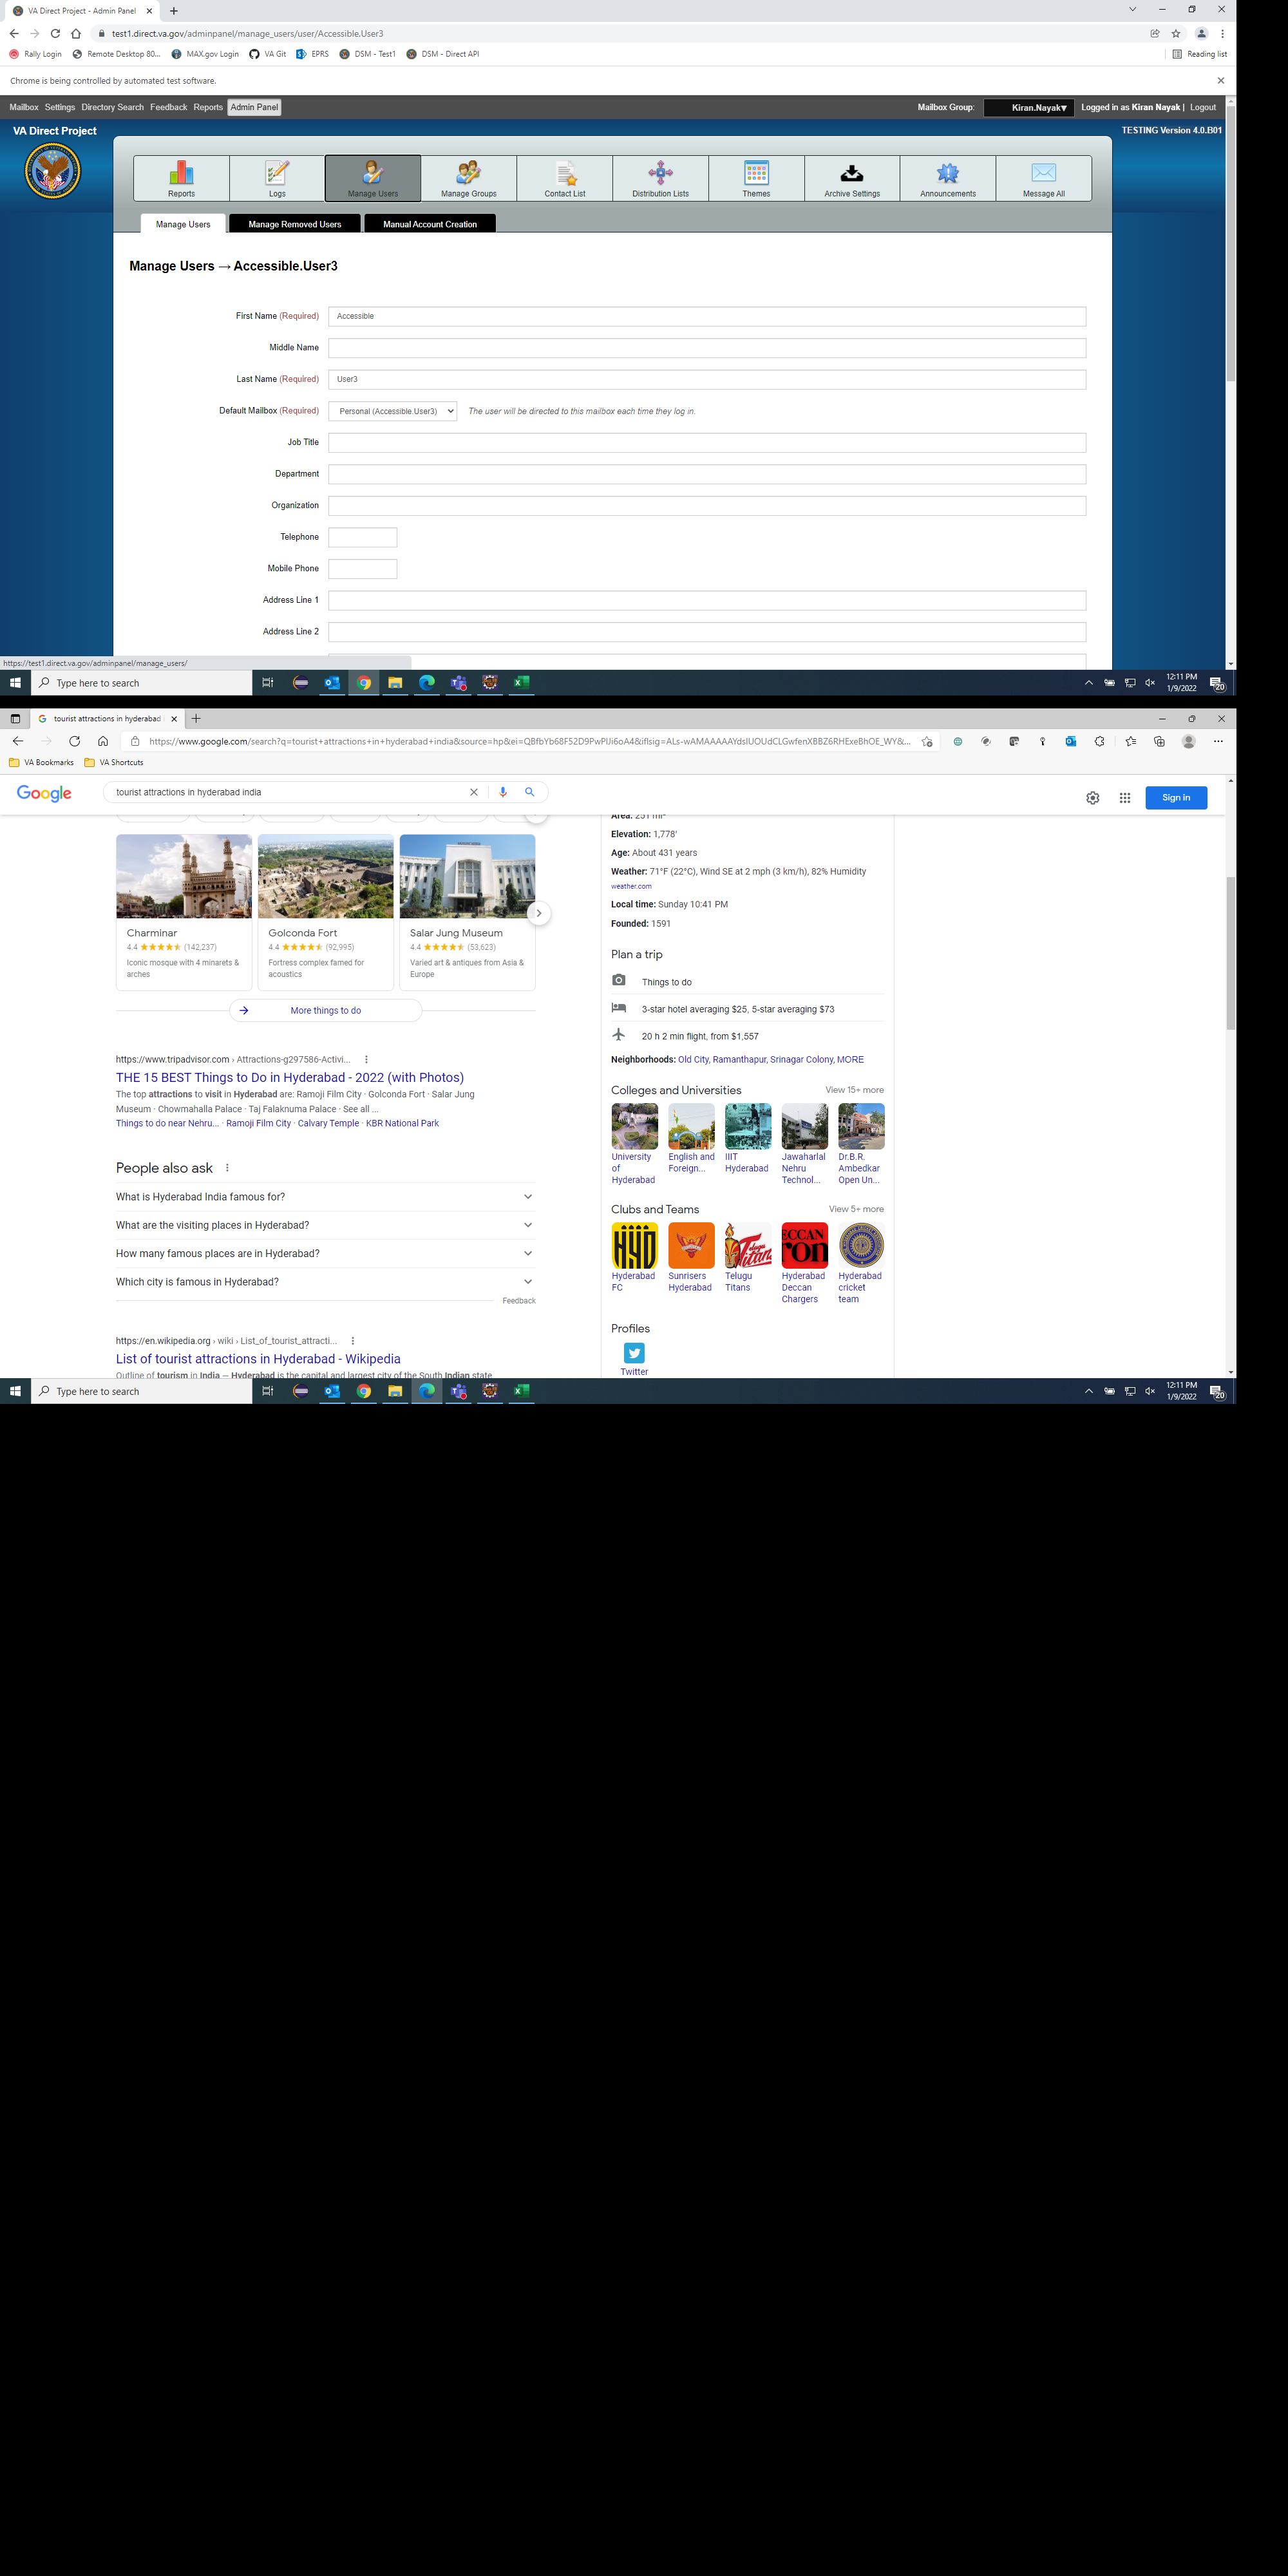 VA Direct Project - Admin Panel
test1.direct.va.gov/adminpanel/manage_users/user/Accessible.User3
Rally Login Remote Desktop 80... MAX.gov Login VA Git EPRS DSM - Test1 DSM - Direct API Reading list
Chrome is being controlled by automated test software.
Mailbox Settings Directory Search Feedback Reports Admin Panel Mailbox Group: Kiran.Nayak▼ Logged in as Kiran Nayak | Logout
VA Direct Project TESTING Version 4.0.B01
Reports Logs Manage Users Manage Groups Contact List Distribution Lists Themes Archive Settings Announcements Message All
Manage Users Manage Removed Users Manual Account Creation
Manage Users → Accessible.User3
First Name (Required) Accessible
Middle Name
Last Name (Required) User3
Default Mailbox (Required) Personal (Accessible.User3) The user will be directed to this mailbox each time they log in.
Job Title
Department
Organization
Telephone
Mobile Phone
Address Line 1
Address Line 2
https://test1.direct.va.gov/adminpanel/manage_users/
Type here to search 12:11 PM
1/9/2022 20
tourist attractions in hyderabad
VA Bookmarks VA Shortcuts
Google tourist attractions in hyderabad india Sign in
Area: 251 mi²
Elevation: 1,778'
Age: About 431 years
Weather: 71°F (22°C), Wind SE at 2 mph (3 km/h), 82% Humidity
weather.com
Local time: Sunday 10:41 PM
Founded: 1591
Charminar
4.4 (142,237)
Iconic mosque with 4 minarets &
arches
Golconda Fort
4.4 (92,995)
Fortress complex famed for
acoustics
Salar Jung Museum
4.4 (53,623)
Varied art & antiques from Asia &
Europe
More things to do
Plan a trip
Things to do
3-star hotel averaging $25, 5-star averaging $73
20 h 2 min flight, from $1,557
Neighborhoods: Old City, Ramanthapur, Srinagar Colony, MORE
https://www.tripadvisor.com › Attractions-g297586-Activi...
THE 15 BEST Things to Do in Hyderabad - 2022 (with Photos)
The top attractions to visit in Hyderabad are: Ramoji Film City · Golconda Fort · Salar Jung
Museum · Chowmahalla Palace · Taj Falaknuma Palace · See all ...
Things to do near Nehru... · Ramoji Film City · Calvary Temple · KBR National Park
Colleges and Universities View 15+ more
University
of
Hyderabad
English and
Foreign...
IIIT
Hyderabad
Jawaharlal
Nehru
Technol...
Dr.B.R.
Ambedkar
Open Un...
People also ask
What is Hyderabad India famous for?
What are the visiting places in Hyderabad?
How many famous places are in Hyderabad?
Which city is famous in Hyderabad?
Feedback
Clubs and Teams View 5+ more
HYD
Hyderabad
FC
Sunrisers
Hyderabad
Telugu
Titans
Hyderabad
Deccan
Chargers
Hyderabad
cricket
team
Profiles
Twitter
https://en.wikipedia.org › wiki › List_of_tourist_attracti...
List of tourist attractions in Hyderabad - Wikipedia
Outline of tourism in India — Hyderabad is the capital and largest city of the South Indian state
Type here to search 12:11 PM
1/9/2022 20